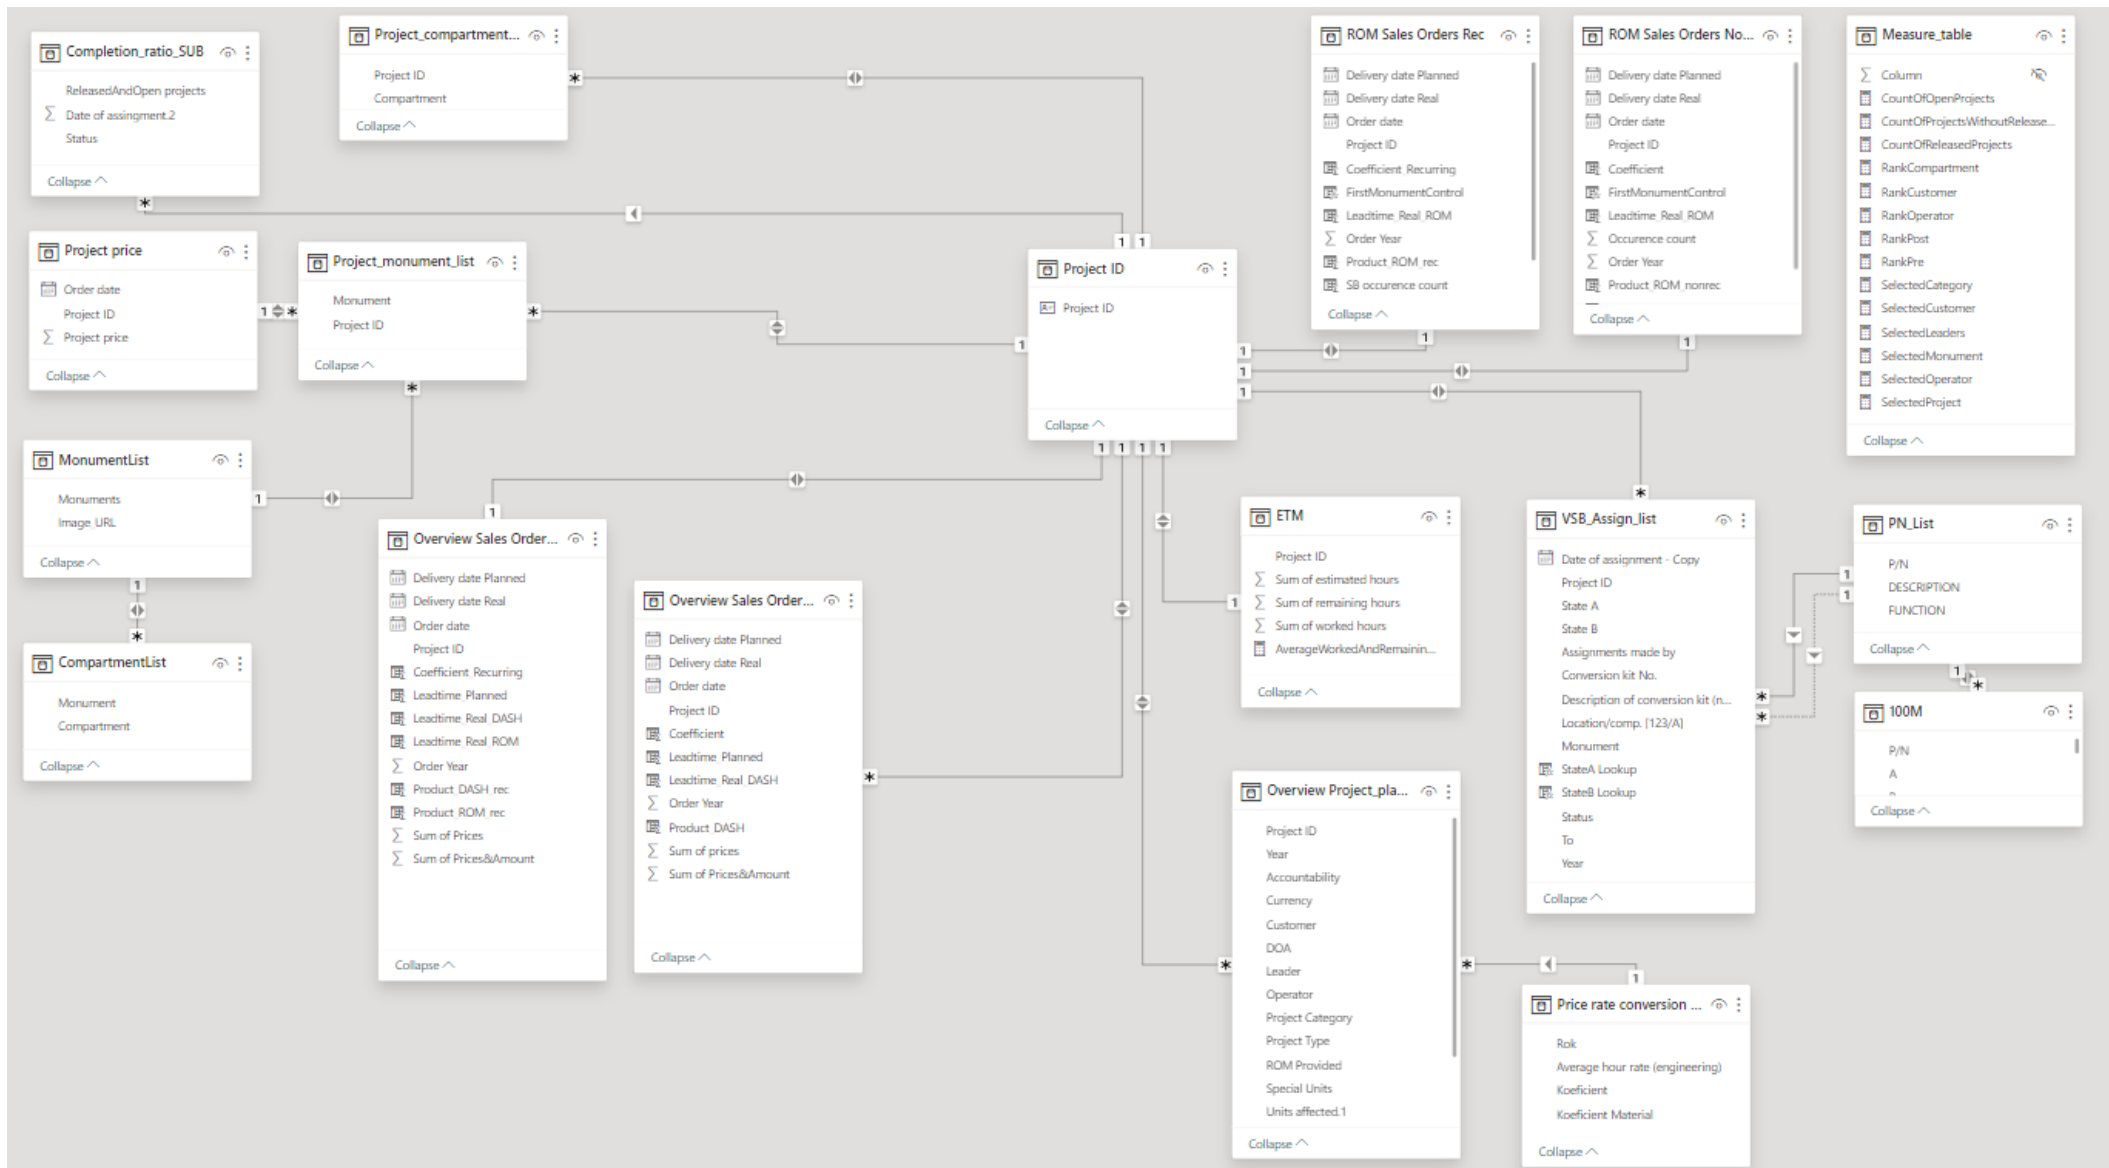 Completion_ratio_SUB
ReleasedAndOpen projects
Date of assingment.2
Status
Collapse
Project_compartment...
Project ID
Compartment
Collapse
ROM Sales Orders Rec
Delivery date Planned
Delivery date Real
Order date
Project ID
Coefficient_Recurring
FirstMonumentControl
Leadtime_Real_ROM
Order Year
Product_ROM_rec
SB occurence count
Collapse
ROM Sales Orders No...
Delivery date Planned
Delivery date Real
Order date
Project ID
Coefficient
FirstMonumentControl
Leadtime_Real_ROM
Occurence count
Order Year
Product_ROM_nonrec
Collapse
Measure_table
Column
CountOfOpenProjects
CountOfProjectsWithoutRelease...
CountOfReleasedProjects
RankCompartment
RankCustomer
RankOperator
RankPost
RankPre
SelectedCategory
SelectedCustomer
SelectedLeaders
SelectedMonument
SelectedOperator
SelectedProject
Collapse
Project price
Order date
Project ID
Project price
Collapse
Project_monument_list
Monument
Project ID
Collapse
Project ID
Project ID
Collapse
MonumentList
Monuments
Image_URL
Collapse
CompartmentList
Monument
Compartment
Collapse
Overview Sales Order...
Delivery date Planned
Delivery date Real
Order date
Project ID
Coefficient_Recurring
Leadtime_Planned
Leadtime_Real_DASH
Leadtime_Real_ROM
Order Year
Product_DASH_rec
Product_ROM_rec
Sum of Prices
Sum of Prices&Amount
Collapse
Overview Sales Order...
Delivery date Planned
Delivery date Real
Order date
Project ID
Coefficient
Leadtime_Planned
Leadtime_Real_DASH
Order Year
Product_DASH
Sum of prices
Sum of Prices&Amount
Collapse
ETM
Project ID
Sum of estimated hours
Sum of remaining hours
Sum of worked hours
AverageWorkedAndRemainin...
Collapse
VSB_Assign_list
Date of assignment - Copy
Project ID
State A
State B
Assignments made by
Conversion kit No.
Description of conversion kit (n...
Location/comp. [123/A]
Monument
StateA Lookup
StateB Lookup
Status
To
Year
Collapse
PN_List
P/N
DESCRIPTION
FUNCTION
Collapse
100M
P/N
A
Collapse
Overview Project_pla...
Project ID
Year
Accountability
Currency
Customer
DOA
Leader
Operator
Project Category
Project Type
ROM Provided
Special Units
Units affected.1
Collapse
Price rate conversion ...
Rok
Average hour rate (engineering)
Koeficient
Koeficient Material
Collapse